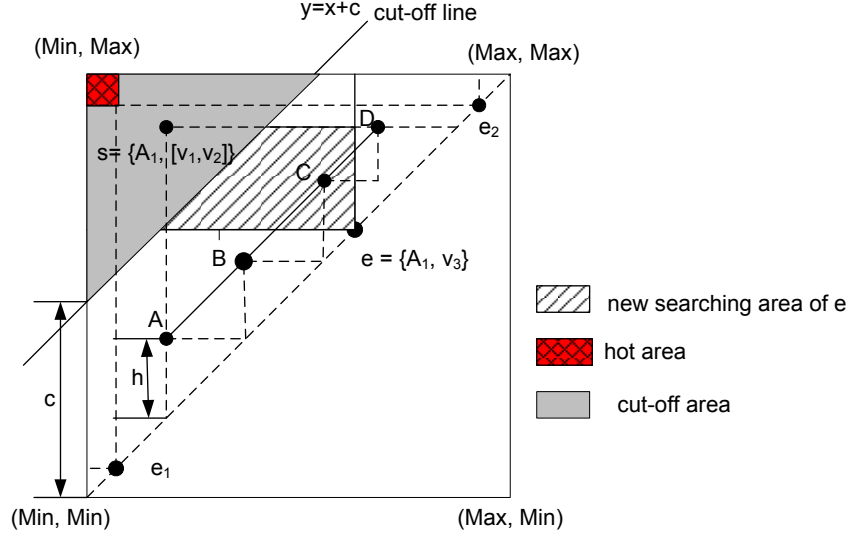 y=x+c
cut-off line
(Min, Max)
(Max, Max)
D
e₂
s= {A₁, [v₁,v₂]}
C
B
e = {A₁, v₃}
A
h
c
e₁
(Min, Min)
(Max, Min)
new searching area of e
hot area
cut-off area